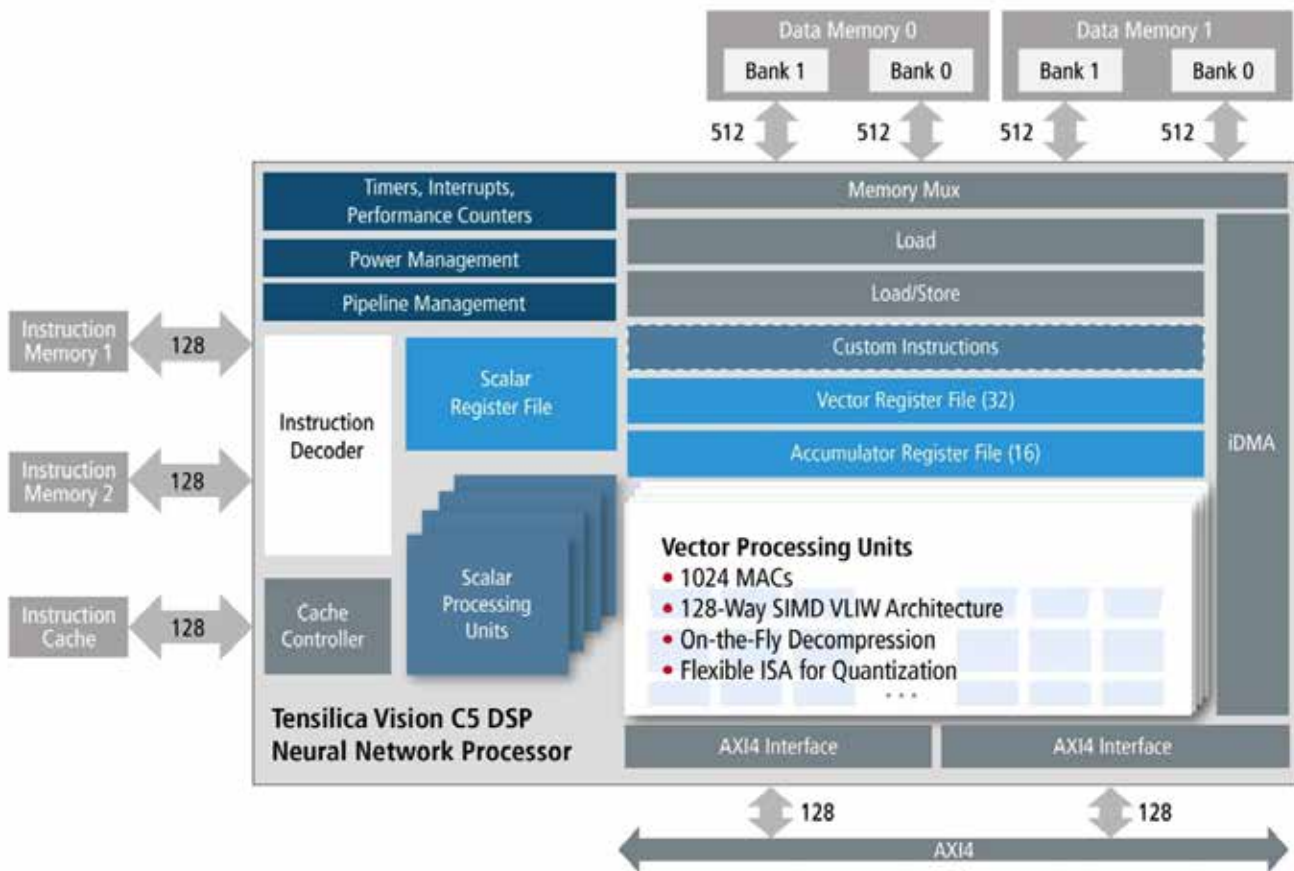 Data Memory 0
Bank 1
Bank 0
Data Memory 1
Bank 1
Bank 0
512
512
512
512
Timers, Interrupts,
Performance Counters
Power Management
Pipeline Management
Memory Mux
Load
Load/Store
Custom Instructions
Vector Register File (32)
Accumulator Register File (16)
iDMA
Instruction
Memory 1
128
Instruction
Memory 2
128
Instruction
Cache
128
Instruction
Decoder
Scalar
Register File
Cache
Controller
Scalar
Processing
Units
Vector Processing Units
• 1024 MACs
• 128-Way SIMD VLIW Architecture
• On-the-Fly Decompression
• Flexible ISA for Quantization
...
Tensilica Vision C5 DSP
Neural Network Processor
AXI4 Interface
AXI4 Interface
128
128
AXI4